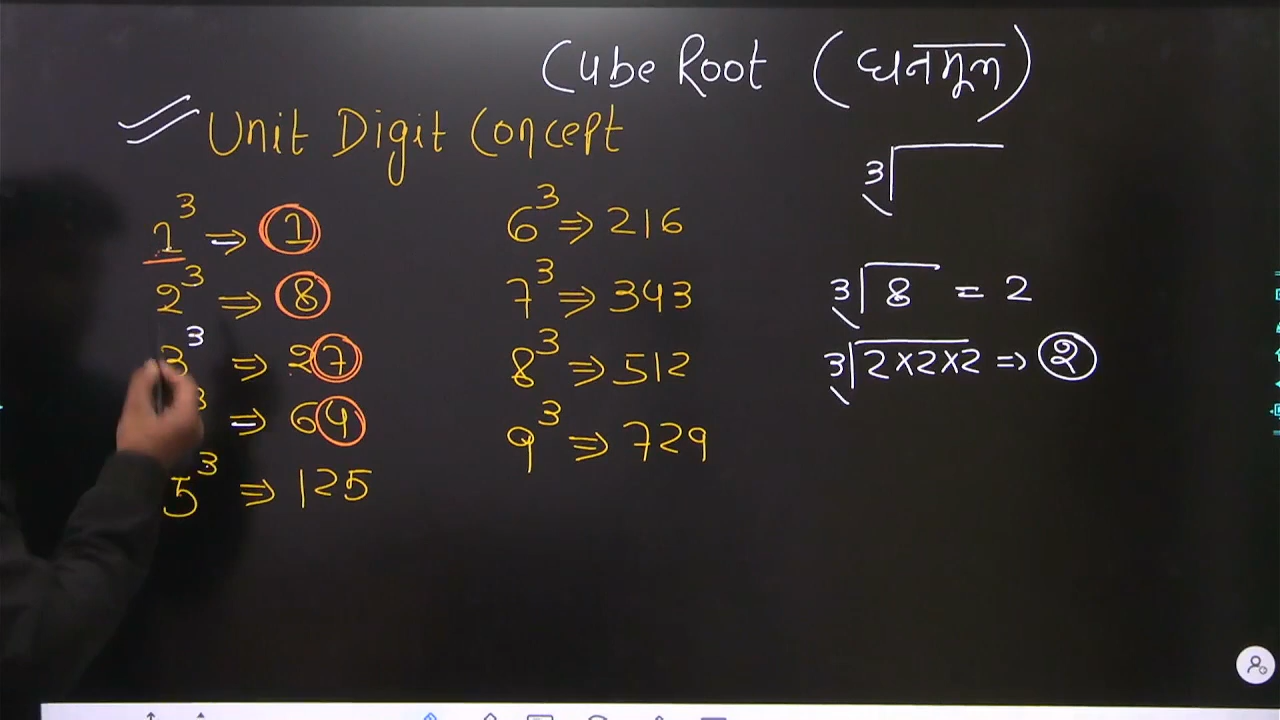 Cube Root (घनमूल)
Unit Digit Concept
1³ ⇒ 1
2³ ⇒ 8
3³ ⇒ 27
³ ⇒ 64
5³ ⇒ 125
6³ ⇒ 216
7³ ⇒ 343
8³ ⇒ 512
9³ ⇒ 729
∛
∛8 = 2
∛2×2×2 ⇒ 2